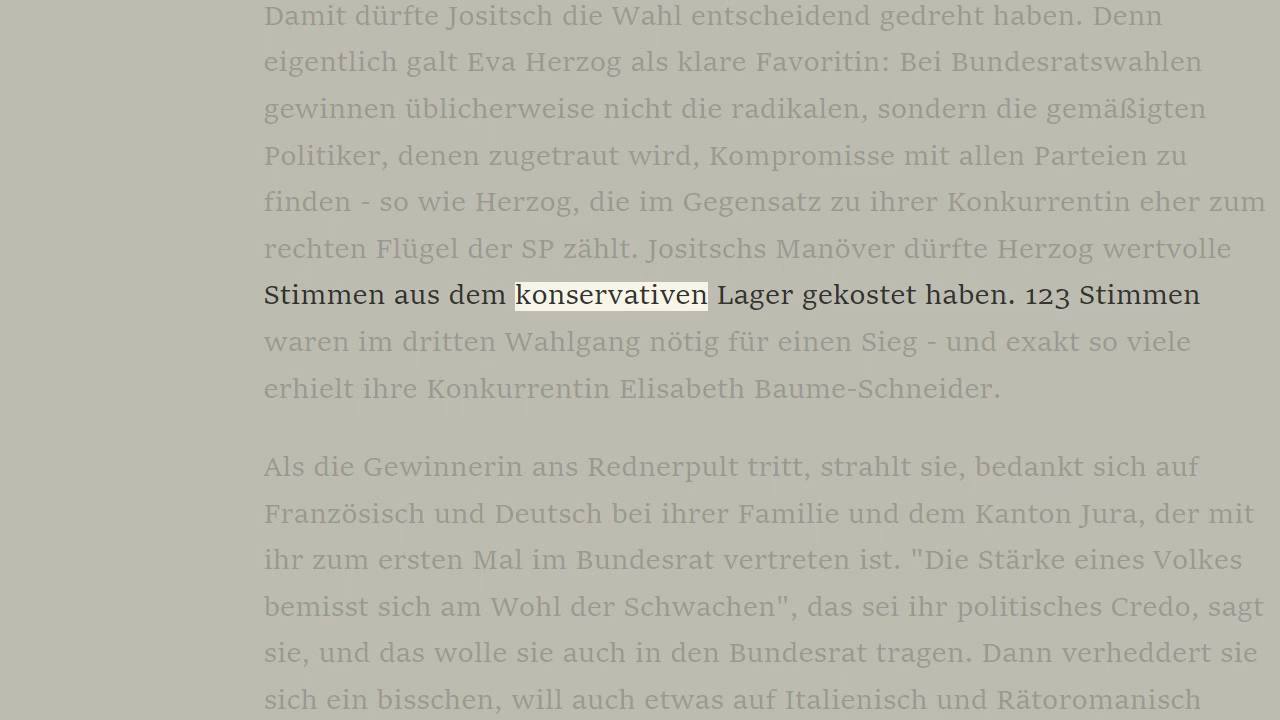 Damit dürfte Jositsch die Wahl entscheidend gedreht haben. Denn
eigentlich galt Eva Herzog als klare Favoritin: Bei Bundesratswahlen
gewinnen üblicherweise nicht die radikalen, sondern die gemäßigten
Politiker, denen zugetraut wird, Kompromisse mit allen Parteien zu
finden - so wie Herzog, die im Gegensatz zu ihrer Konkurrentin eher zum
rechten Flügel der SP zählt. Jositschs Manöver dürfte Herzog wertvolle
Stimmen aus dem konservativen Lager gekostet haben. 123 Stimmen
waren im dritten Wahlgang nötig für einen Sieg - und exakt so viele
erhielt ihre Konkurrentin Elisabeth Baume-Schneider.
Als die Gewinnerin ans Rednerpult tritt, strahlt sie, bedankt sich auf
Französisch und Deutsch bei ihrer Familie und dem Kanton Jura, der mit
ihr zum ersten Mal im Bundesrat vertreten ist. "Die Stärke eines Volkes
bemisst sich am Wohl der Schwachen", das sei ihr politisches Credo, sagt
sie, und das wolle sie auch in den Bundesrat tragen. Dann verheddert sie
sich ein bisschen, will auch etwas auf Italienisch und Rätoromanisch